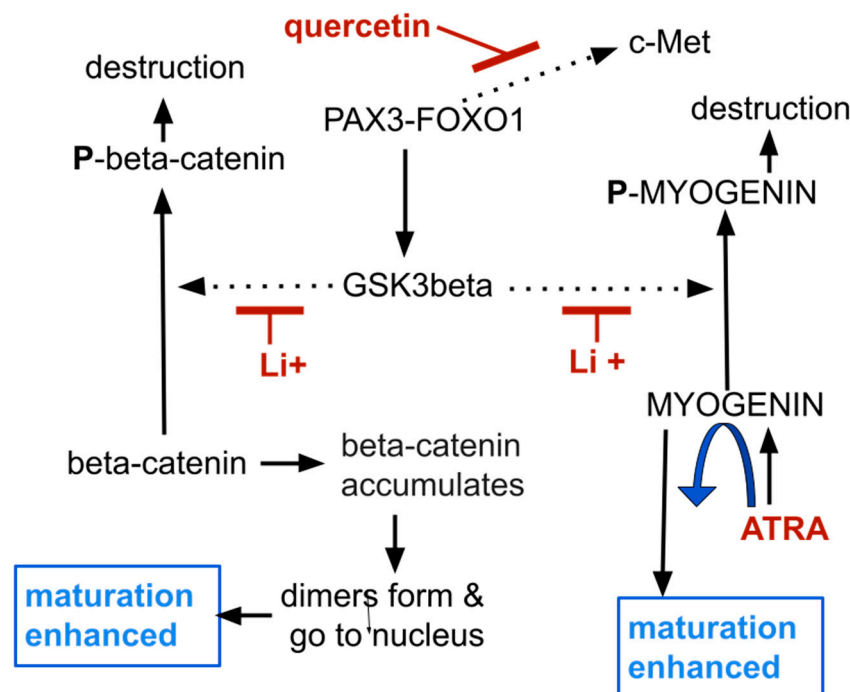 quercetin
c-Met
destruction
PAX3-FOXO1
destruction
P-beta-catenin
P-MYOGENIN
GSK3beta
Li+
Li +
MYOGENIN
beta-catenin
beta-catenin
accumulates
ATRA
maturation
enhanced
dimers form &
go to nucleus
maturation
enhanced